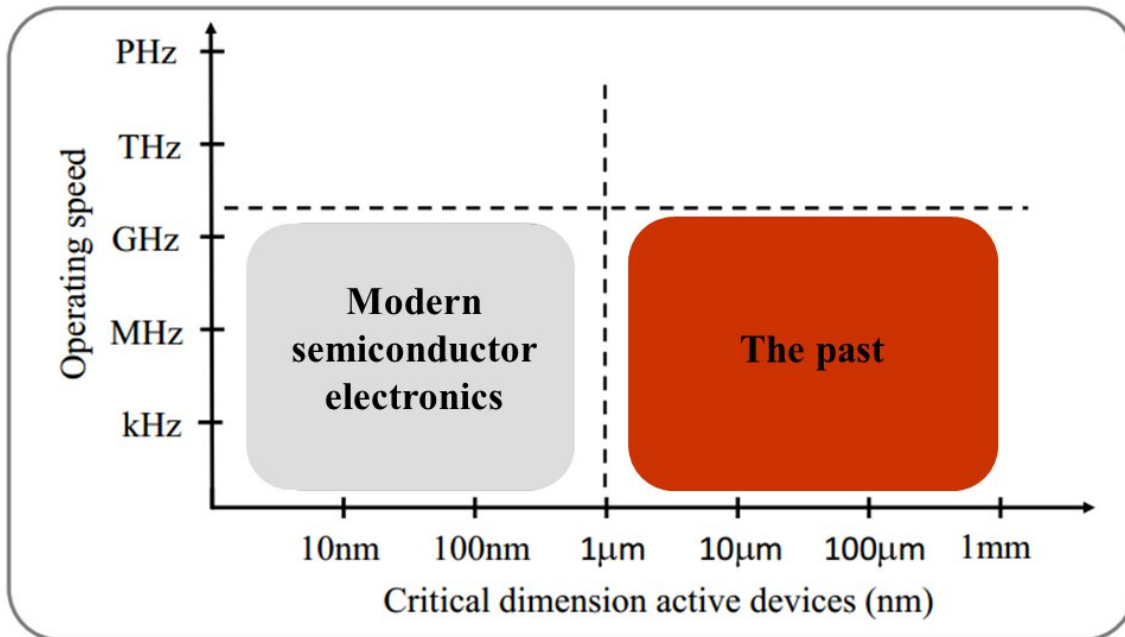 PHz
THz
GHz
MHz
kHz
Operating speed
Modern
semiconductor
electronics
The past
10nm 100nm 1μm 10μm 100μm 1mm
Critical dimension active devices (nm)